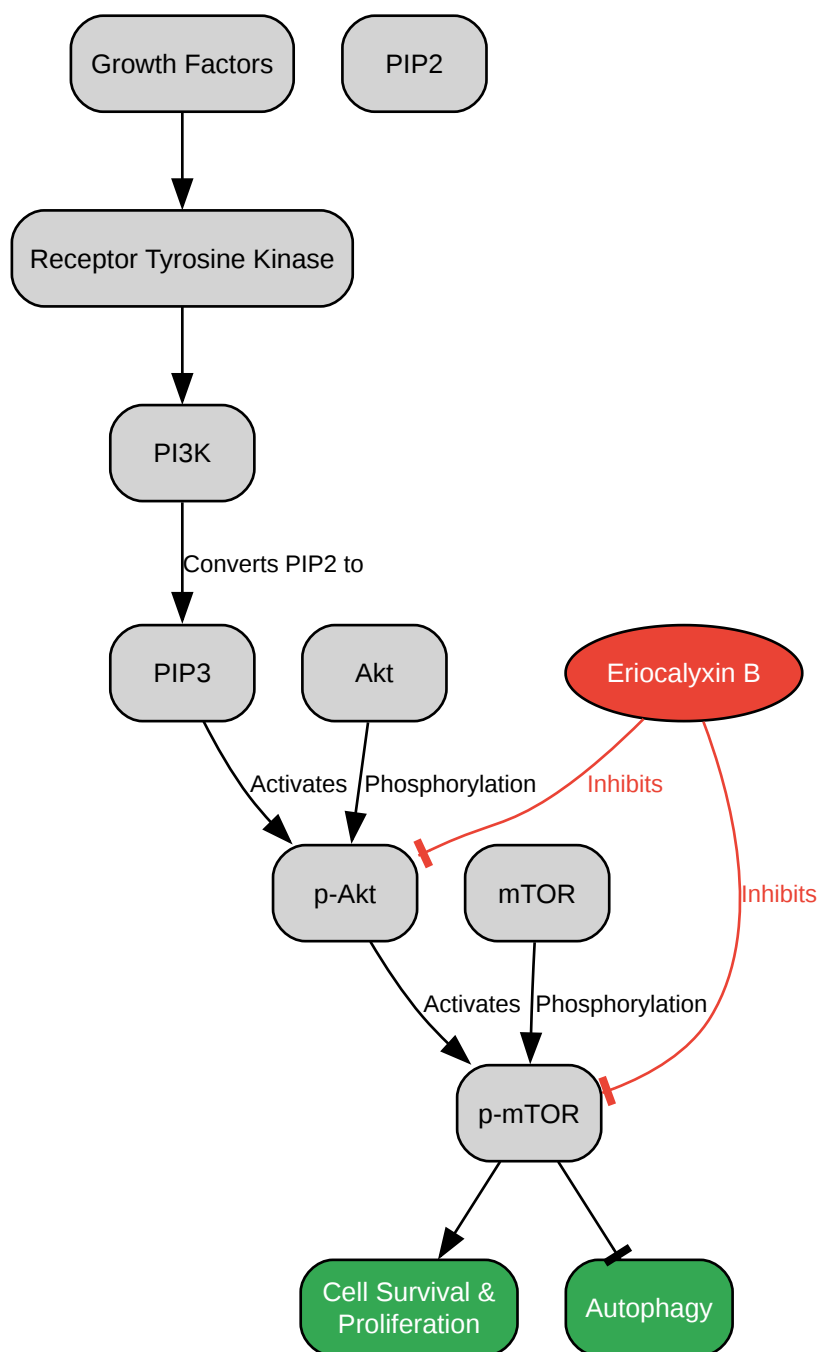 Growth Factors
PIP2
Receptor Tyrosine Kinase
PI3K
Converts PIP2 to
PIP3
Akt
Eriocalyxin B
Activates
Phosphorylation
Inhibits
p-Akt
mTOR
Inhibits
Activates
Phosphorylation
p-mTOR
Cell Survival &
Proliferation
Autophagy